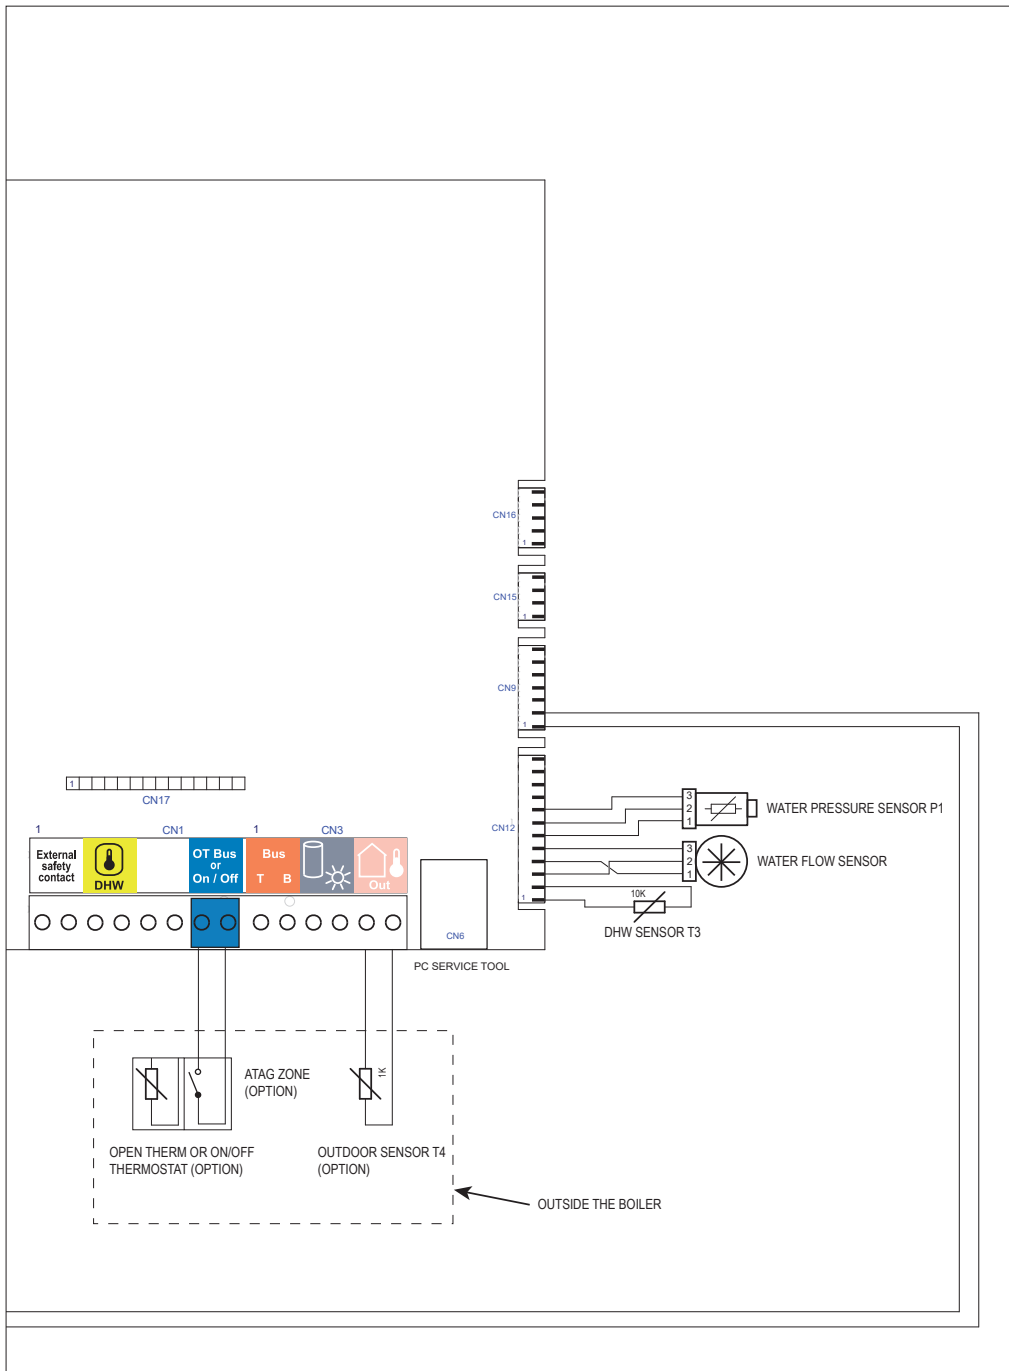 CN16
1
CN15
1
CN9
1
1
CN17
CN12
1
3
2
1
WATER PRESSURE SENSOR P1
3
2
1
WATER FLOW SENSOR
10K
DHW SENSOR T3
1
CN1
1
CN3
External
safety
contact
DHW
OT Bus
or
On / Off
Bus
T B
Out
CN6
PC SERVICE TOOL
ATAG ZONE
(OPTION)
1K
OPEN THERM OR ON/OFF
THERMOSTAT (OPTION)
OUTDOOR SENSOR T4
(OPTION)
OUTSIDE THE BOILER